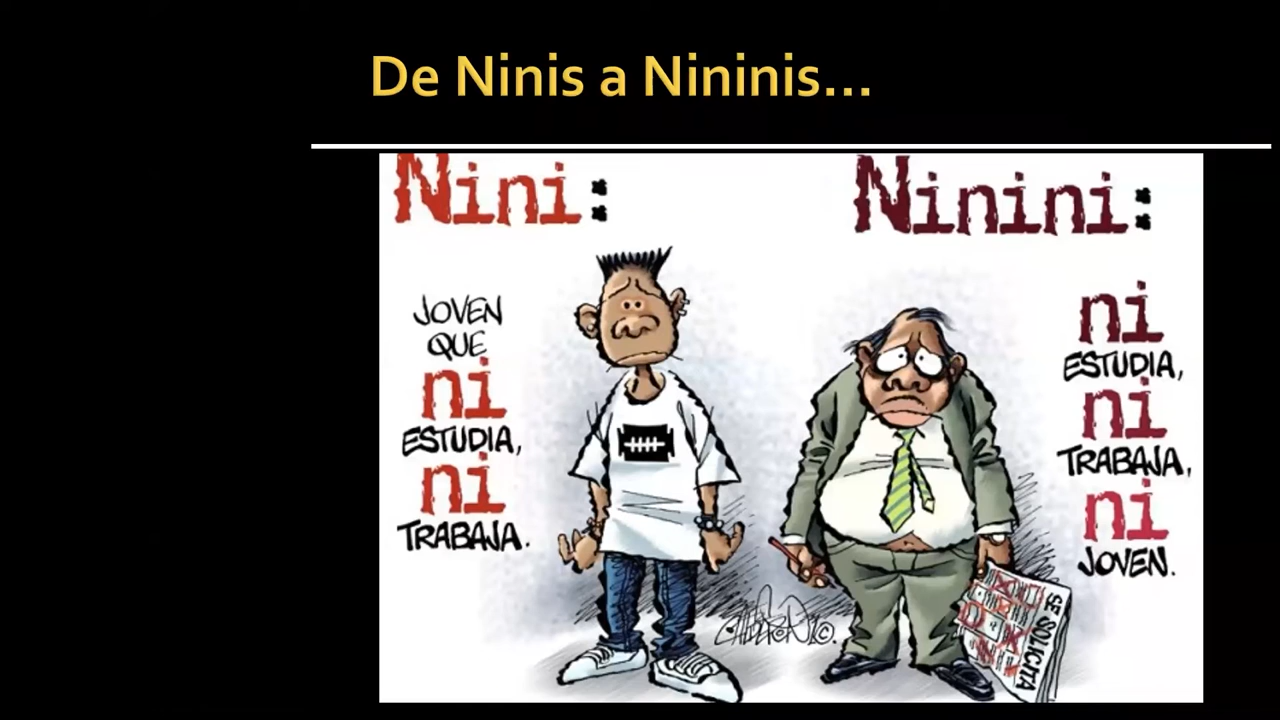 De Ninis a Nininis...
Nini:
JOVEN
QUE
ni
ESTUDIA,
ni
TRABAJA.
Ninini:
ni
ESTUDIA,
ni
TRABAJA,
ni
JOVEN.
SE SOLICITA